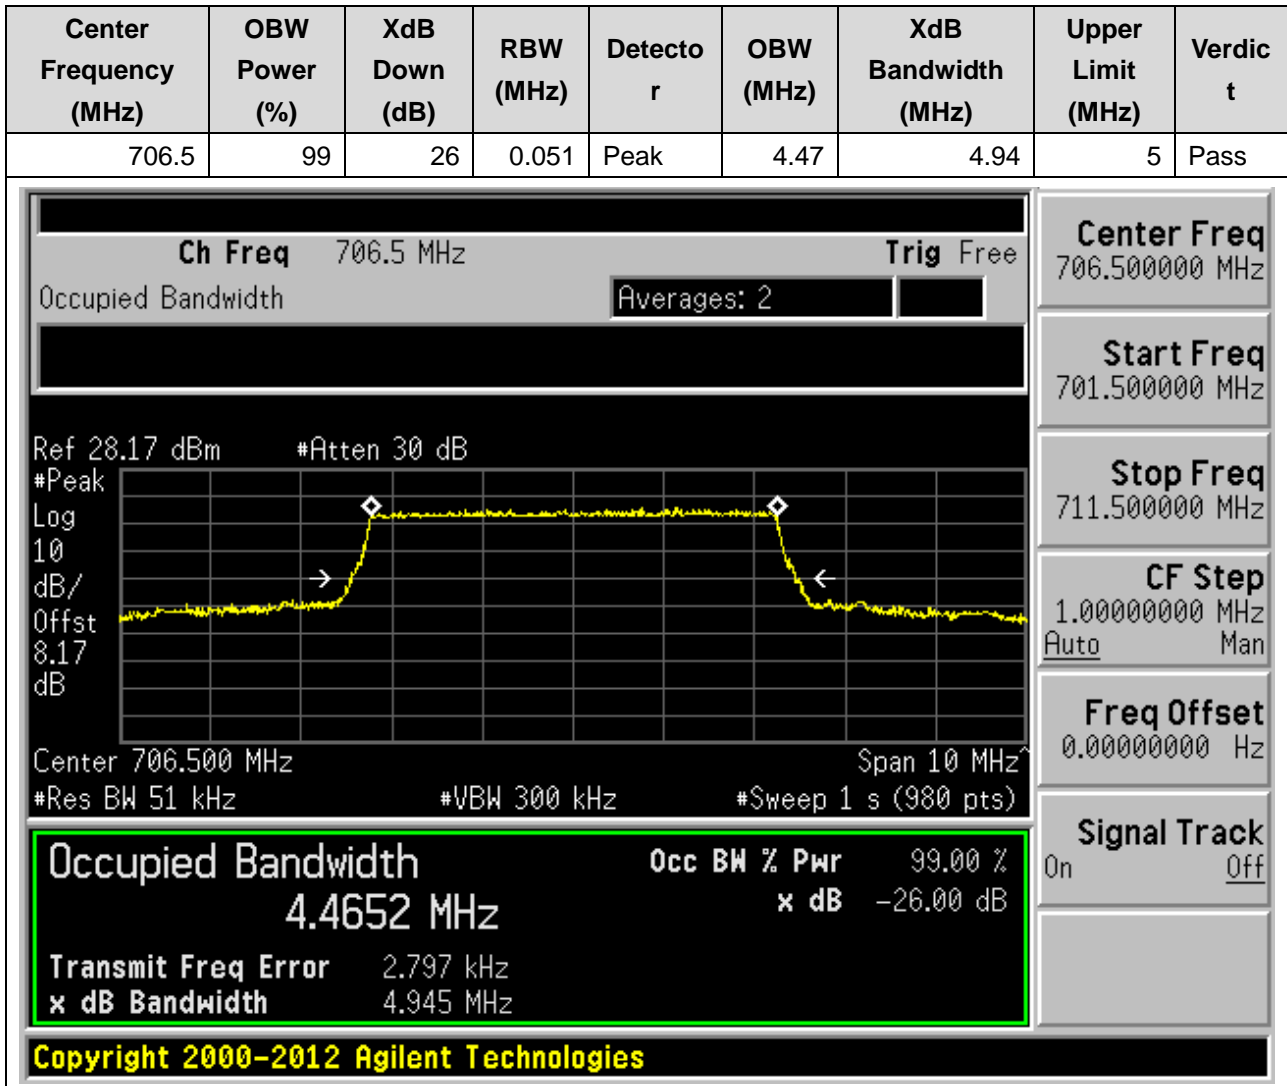 Center Frequency (MHz) OBW Power (%) XdB Down (dB) RBW (MHz) Detecto r OBW (MHz) XdB Bandwidth (MHz) Upper Limit (MHz) Verdic t
706.5 99 26 0.051 Peak 4.47 4.94 5 Pass
Ch Freq 706.5 MHz Trig Free
Occupied Bandwidth Averages: 2
Ref 28.17 dBm #Atten 30 dB
#Peak
Log
10
dB/
Offst
8.17
dB
Center 706.500 MHz Span 10 MHz^
#Res BW 51 kHz #VBW 300 kHz #Sweep 1 s (980 pts)
Occupied Bandwidth Occ BW % Pwr 99.00 %
4.4652 MHz x dB -26.00 dB
Transmit Freq Error 2.797 kHz
x dB Bandwidth 4.945 MHz
Copyright 2000-2012 Agilent Technologies
Center Freq
706.500000 MHz
Start Freq
701.500000 MHz
Stop Freq
711.500000 MHz
CF Step
1.00000000 MHz
Auto Man
Freq Offset
0.00000000 Hz
Signal Track
On Off